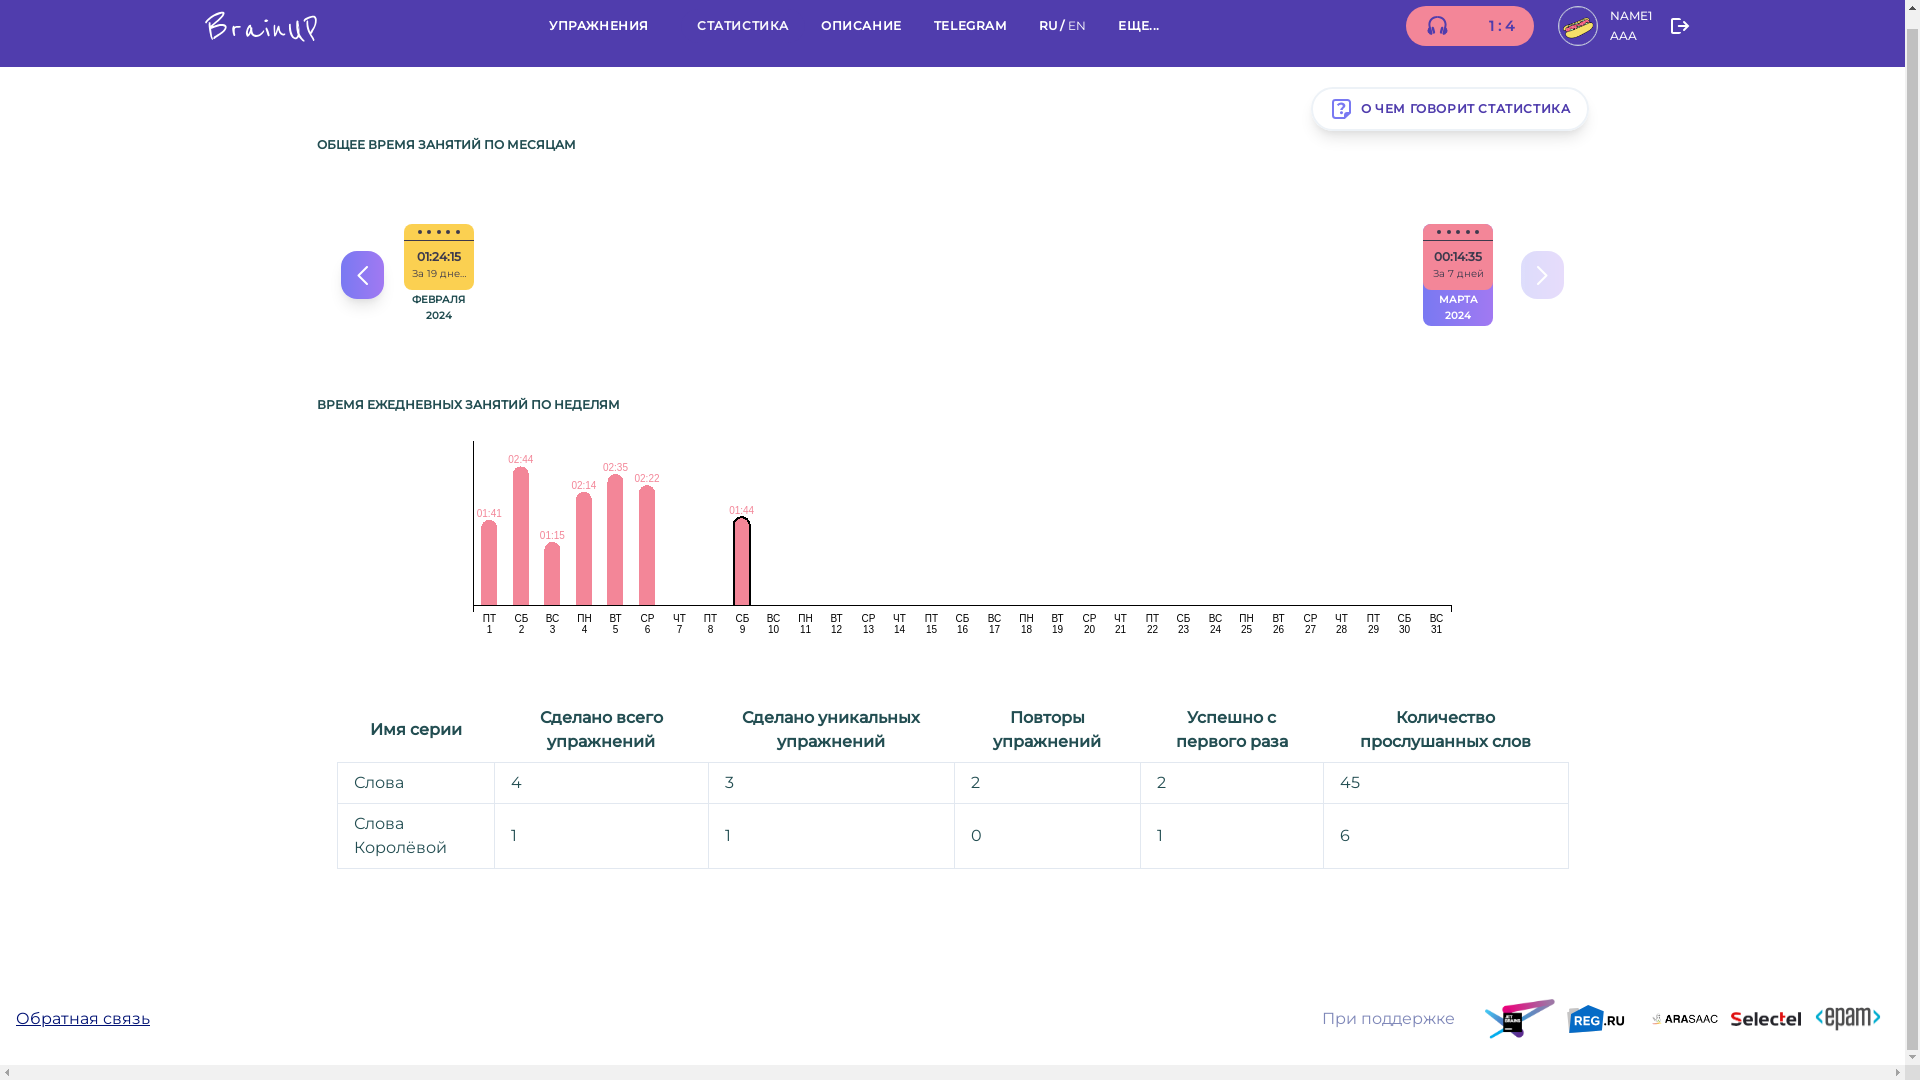 BrainUP
УПРАЖНЕНИЯ
СТАТИСТИКА
ОПИСАНИЕ
TELEGRAM
RU / EN
ЕЩЕ...
1 : 4
NAME1
AAA
О ЧЕМ ГОВОРИТ СТАТИСТИКА
ОБЩЕЕ ВРЕМЯ ЗАНЯТИЙ ПО МЕСЯЦАМ
01:24:15
За 19 дне...
ФЕВРАЛЯ
2024
00:14:35
За 7 дней
МАРТА
2024
ВРЕМЯ ЕЖЕДНЕВНЫХ ЗАНЯТИЙ ПО НЕДЕЛЯМ
01:41 02:44 01:15 02:14 02:35 02:22 01:44
ПТ СБ ВС ПН ВТ СР ЧТ ПТ СБ ВС ПН ВТ СР ЧТ ПТ СБ ВС ПН ВТ СР ЧТ ПТ СБ ВС ПН ВТ СР ЧТ ПТ СБ ВС
1 2 3 4 5 6 7 8 9 10 11 12 13 14 15 16 17 18 19 20 21 22 23 24 25 26 27 28 29 30 31
Имя серии
Сделано всего
упражнений
Сделано уникальных
упражнений
Повторы
упражнений
Успешно с
первого раза
Количество
прослушанных слов
Слова 4 3 2 2 45
Слова
Королёвой
1 1 0 1 6
Обратная связь
При поддержке
JET
BRAINS
REG.RU
ARASAAC
Selectel
<epam>